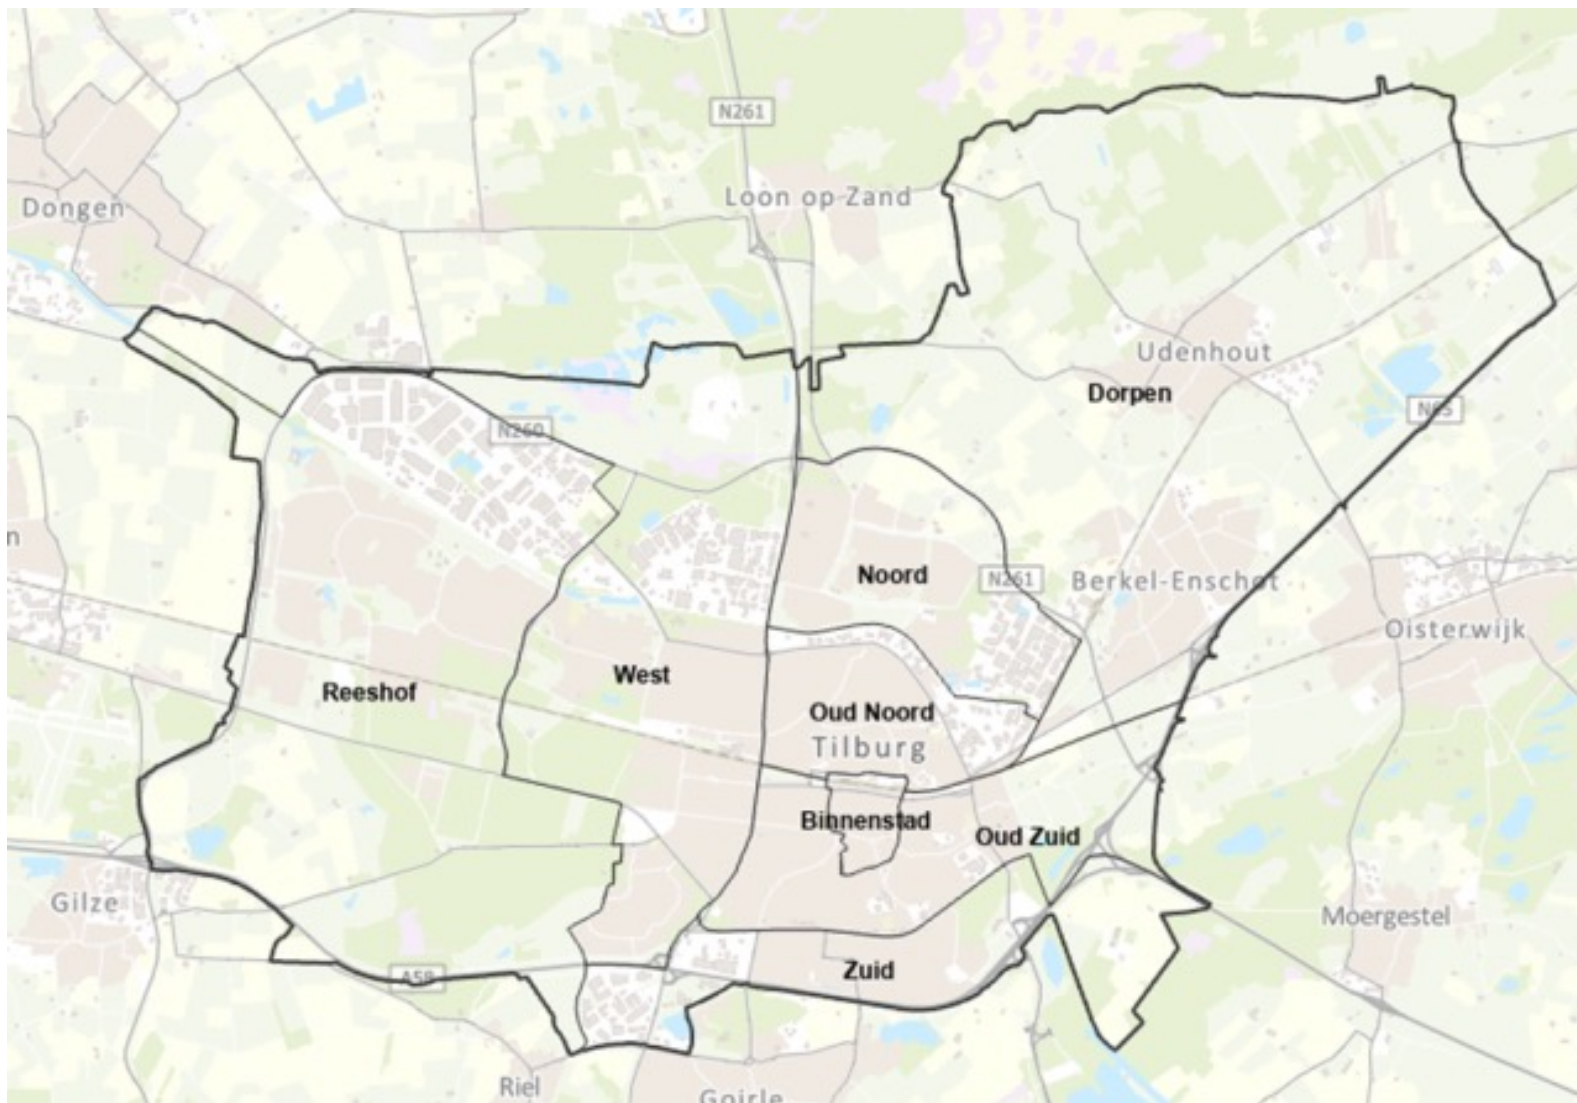 N261
Loon op Zand
Dongen
Udenhout
Dorpen
N65
N260
n
Noord
N261
Berkel-Enschot
Oisterwijk
West
Reeshof
Oud Noord
Tilburg
Binnenstad
Oud Zuid
Gilze
Moergestel
Zuid
A58
Riel
Goirle